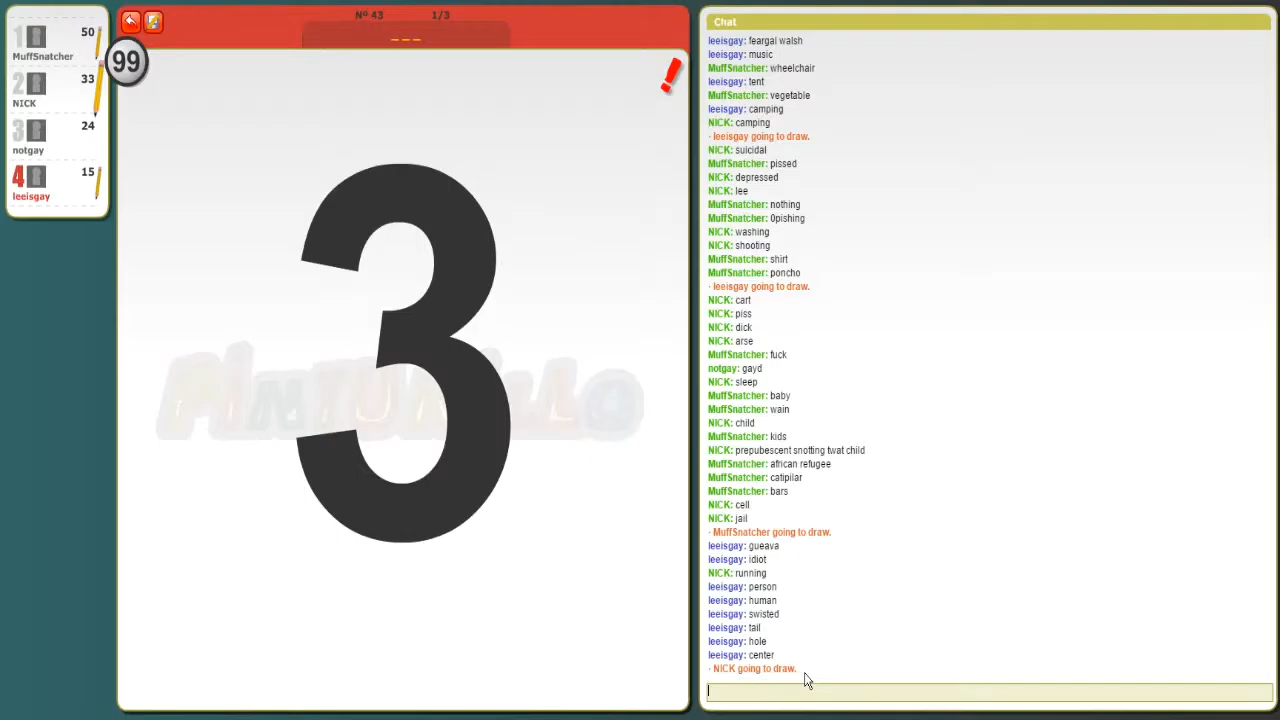 1
50
MuffSnatcher
2
33
NICK
3
24
notgay
4
15
leeisgay
99
Nº 43 1/3
_ _ _
3
Chat
leeisgay: feargal walsh
leeisgay: music
MuffSnatcher: wheelchair
leeisgay: tent
MuffSnatcher: vegetable
leeisgay: camping
NICK: camping
· leeisgay going to draw.
NICK: suicidal
MuffSnatcher: pissed
NICK: depressed
NICK: lee
MuffSnatcher: nothing
MuffSnatcher: 0pishing
NICK: washing
NICK: shooting
MuffSnatcher: shirt
MuffSnatcher: poncho
· leeisgay going to draw.
NICK: cart
NICK: piss
NICK: dick
NICK: arse
MuffSnatcher: fuck
notgay: gayd
NICK: sleep
MuffSnatcher: baby
MuffSnatcher: wain
NICK: child
MuffSnatcher: kids
NICK: prepubescent snotting twat child
MuffSnatcher: african refugee
MuffSnatcher: catipilar
MuffSnatcher: bars
NICK: cell
NICK: jail
· MuffSnatcher going to draw.
leeisgay: gueava
leeisgay: idiot
NICK: running
leeisgay: person
leeisgay: human
leeisgay: swisted
leeisgay: tail
leeisgay: hole
leeisgay: center
· NICK going to draw.